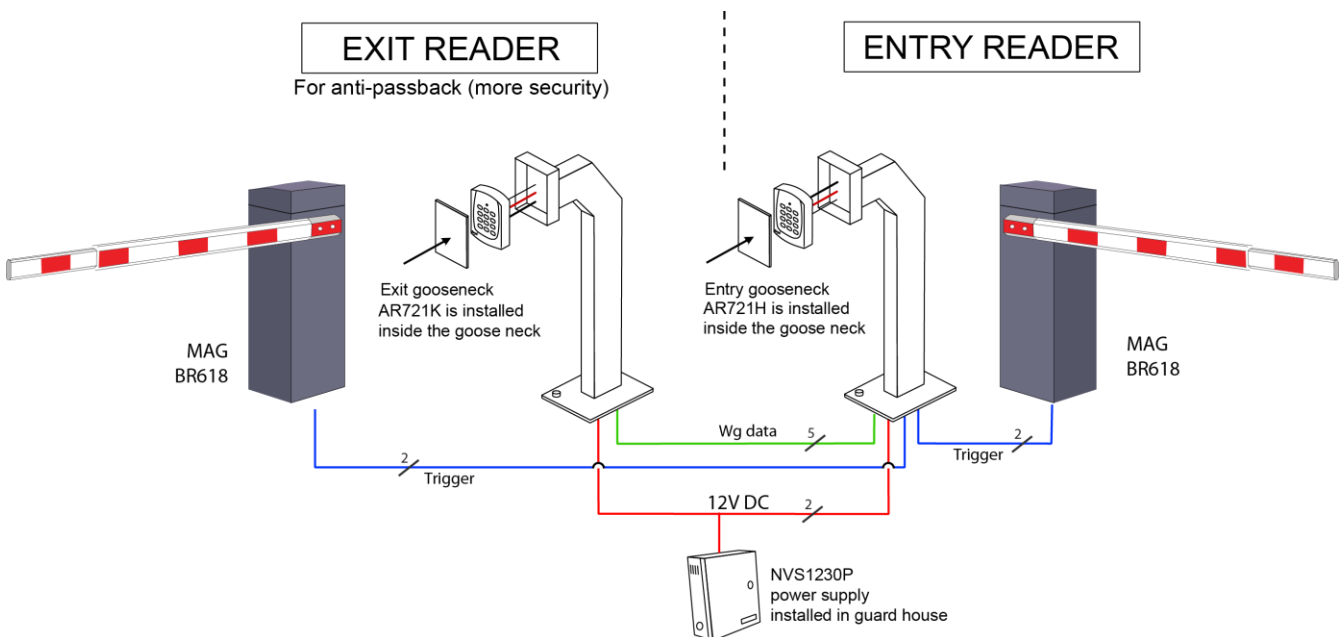 EXIT READER
For anti-passback (more security)
ENTRY READER
Exit gooseneck
AR721K is installed
inside the goose neck
Entry gooseneck
AR721H is installed
inside the goose neck
MAG
BR618
MAG
BR618
Wg data
5
2
Trigger
2
Trigger
12V DC
2
NVS1230P
power supply
installed in guard house